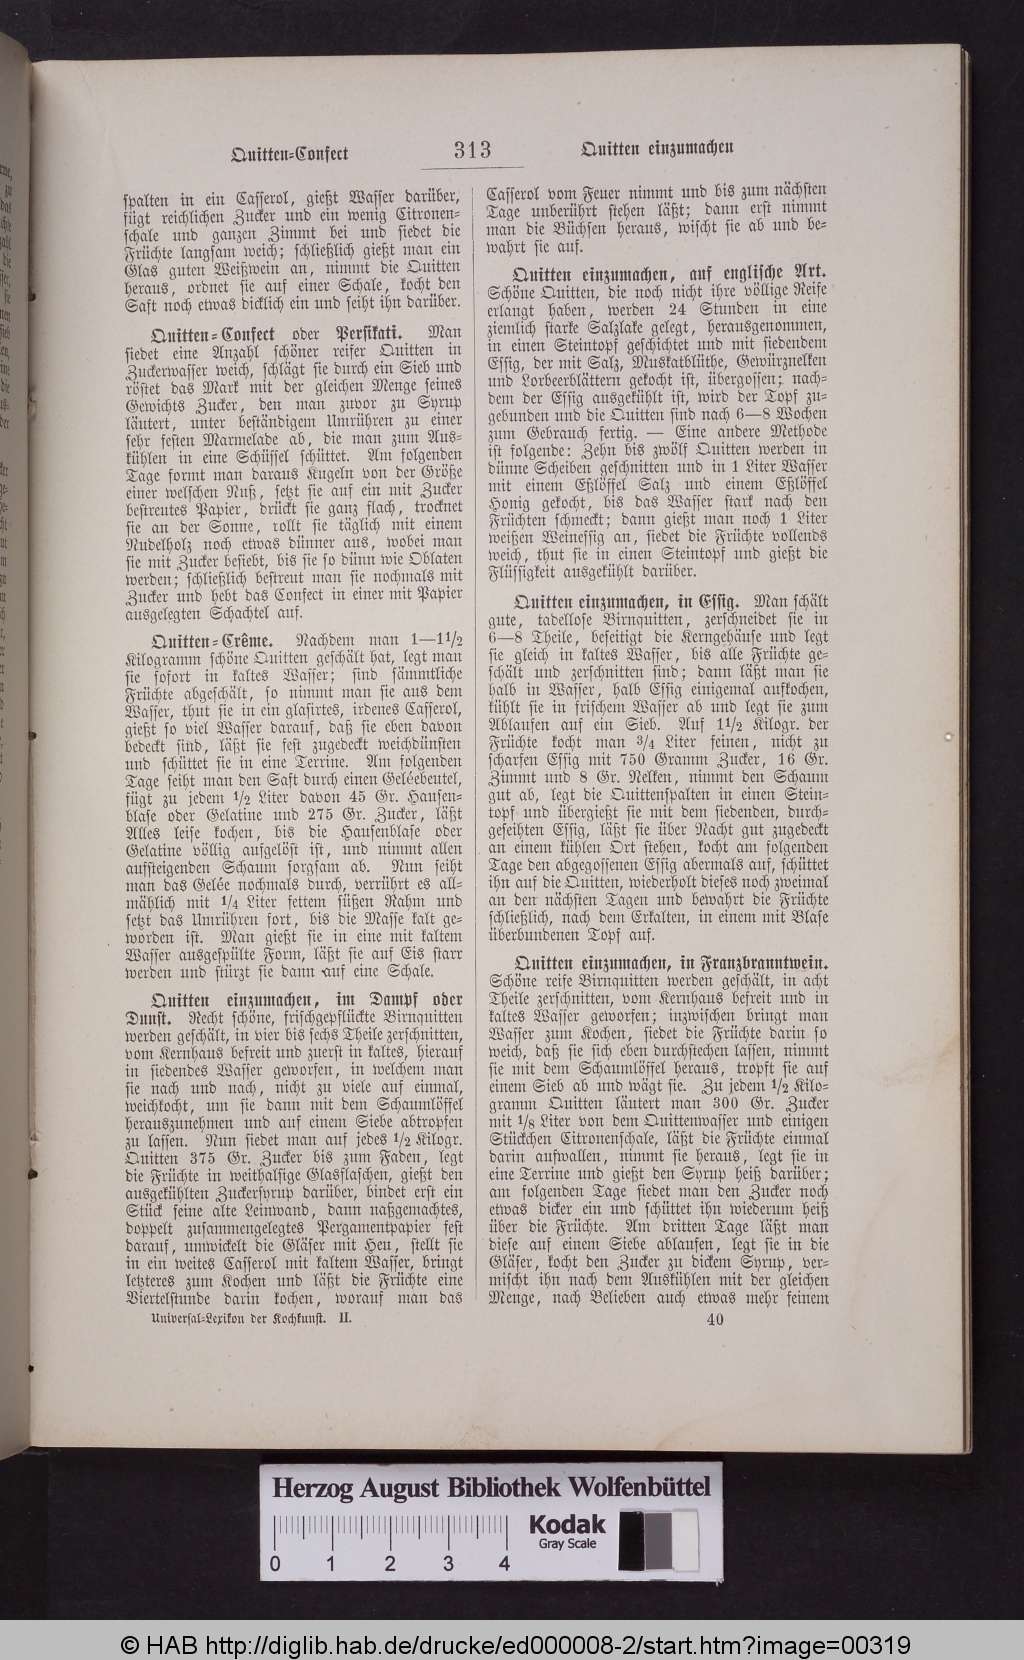 Quitten-Confect 313 Quitten einzumachen
spalten in ein Casserol, gießt Wasser darüber,
fügt reichlichen Zucker und ein wenig Citronen-
schale und ganzen Zimmt bei und siedet die
Früchte langsam weich; schließlich gießt man ein
Glas guten Weißwein an, nimmt die Quitten
heraus, ordnet sie auf einer Schale, kocht den
Saft noch etwas dicklich ein und seiht ihn darüber.
Quitten-Confect oder Persikati. Man
siedet eine Anzahl schöner reifer Quitten in
Zuckerwasser weich, schlägt sie durch ein Sieb und
röstet das Mark mit der gleichen Menge seines
Gewichts Zucker, den man zuvor zu Syrup
läutert, unter beständigem Umrühren zu einer
sehr festen Marmelade ab, die man zum Aus-
kühlen in eine Schüssel schüttet. Am folgenden
Tage formt man daraus Kugeln von der Größe
einer welschen Nuß, setzt sie auf ein mit Zucker
bestreutes Papier, drückt sie ganz flach, trocknet
sie an der Sonne, rollt sie täglich mit einem
Nudelholz noch etwas dünner aus, wobei man
sie mit Zucker besiebt, bis sie so dünn wie Oblaten
werden; schließlich bestreut man sie nochmals mit
Zucker und hebt das Confect in einer mit Papier
ausgelegten Schachtel auf.
Quitten-Crême. Nachdem man 1—1½
Kilogramm schöne Quitten geschält hat, legt man
sie sofort in kaltes Wasser; sind sämmtliche
Früchte abgeschält, so nimmt man sie aus dem
Wasser, thut sie in ein glasirtes, irdenes Casserol,
gießt so viel Wasser darauf, daß sie eben davon
bedeckt sind, läßt sie fest zugedeckt weichdünsten
und schüttet sie in eine Terrine. Am folgenden
Tage seiht man den Saft durch einen Geléebeutel,
fügt zu jedem ½ Liter davon 45 Gr. Hausen-
blase oder Gelatine und 275 Gr. Zucker, läßt
Alles leise kochen, bis die Hausenblase oder
Gelatine völlig aufgelöst ist, und nimmt allen
aufsteigenden Schaum sorgsam ab. Nun seiht
man das Gelée nochmals durch, verrührt es all-
mählich mit ¼ Liter fettem süßen Rahm und
setzt das Umrühren fort, bis die Masse kalt ge-
worden ist. Man gießt sie in eine mit kaltem
Wasser ausgespülte Form, läßt sie auf Eis starr
werden und stürzt sie dann auf eine Schale.
Quitten einzumachen, im Dampf oder
Dunst. Recht schöne, frischgepflückte Birnquitten
werden geschält, in vier bis sechs Theile zerschnitten,
vom Kernhaus befreit und zuerst in kaltes, hierauf
in siedendes Wasser geworfen, in welchem man
sie nach und nach, nicht zu viele auf einmal,
weichkocht, um sie dann mit dem Schaumlöffel
herauszunehmen und auf einem Siebe abtropfen
zu lassen. Nun siedet man auf jedes ½ Kilogr.
Quitten 375 Gr. Zucker bis zum Faden, legt
die Früchte in weithalsige Glasflaschen, gießt den
ausgekühlten Zuckersyrup darüber, bindet erst ein
Stück feine alte Leinwand, dann naßgemachtes,
doppelt zusammengelegtes Pergamentpapier fest
darauf, umwickelt die Gläser mit Heu, stellt sie
in ein weites Casserol mit kaltem Wasser, bringt
letzteres zum Kochen und läßt die Früchte eine
Viertelstunde darin kochen, worauf man das
Universal-Lexikon der Kochkunst. II.
Casserol vom Feuer nimmt und bis zum nächsten
Tage unberührt stehen läßt; dann erst nimmt
man die Büchsen heraus, wischt sie ab und be-
wahrt sie auf.
Quitten einzumachen, auf englische Art.
Schöne Quitten, die noch nicht ihre völlige Reife
erlangt haben, werden 24 Stunden in eine
ziemlich starke Salzlake gelegt, herausgenommen,
in einen Steintopf geschichtet und mit siedendem
Essig, der mit Salz, Muskatblüthe, Gewürznelken
und Lorbeerblättern gekocht ist, übergossen; nach-
dem der Essig ausgekühlt ist, wird der Topf zu-
gebunden und die Quitten sind nach 6—8 Wochen
zum Gebrauch fertig. — Eine andere Methode
ist folgende: Zehn bis zwölf Quitten werden in
dünne Scheiben geschnitten und in 1 Liter Wasser
mit einem Eßlöffel Salz und einem Eßlöffel
Honig gekocht, bis das Wasser stark nach den
Früchten schmeckt; dann gießt man noch 1 Liter
weißen Weinessig an, siedet die Früchte vollends
weich, thut sie in einen Steintopf und gießt die
Flüssigkeit ausgekühlt darüber.
Quitten einzumachen, in Essig. Man schält
gute, tadellose Birnquitten, zerschneidet sie in
6—8 Theile, beseitigt die Kerngehäuse und legt
sie gleich in kaltes Wasser, bis alle Früchte ge-
schält und zerschnitten sind; dann läßt man sie
halb in Wasser, halb Essig einigemal aufkochen,
kühlt sie in frischem Wasser ab und legt sie zum
Ablaufen auf ein Sieb. Auf 1½ Kilogr. der
Früchte kocht man ¾ Liter feinen, nicht zu
scharfen Essig mit 750 Gramm Zucker, 16 Gr.
Zimmt und 8 Gr. Nelken, nimmt den Schaum
gut ab, legt die Quittenspalten in einen Stein-
topf und übergießt sie mit dem siedenden, durch-
geseihten Essig, läßt sie über Nacht gut zugedeckt
an einem kühlen Ort stehen, kocht am folgenden
Tage den abgegossenen Essig abermals auf, schüttet
ihn auf die Quitten, wiederholt dieses noch zweimal
an den nächsten Tagen und bewahrt die Früchte
schließlich, nach dem Erkalten, in einem mit Blase
überbundenen Topf auf.
Quitten einzumachen, in Franzbranntwein.
Schöne reife Birnquitten werden geschält, in acht
Theile zerschnitten, vom Kernhaus befreit und in
kaltes Wasser geworfen; inzwischen bringt man
Wasser zum Kochen, siedet die Früchte darin so
weich, daß sie sich eben durchstechen lassen, nimmt
sie mit dem Schaumlöffel heraus, tropft sie auf
einem Sieb ab und wägt sie. Zu jedem ½ Kilo-
gramm Quitten läutert man 300 Gr. Zucker
mit ⅛ Liter von dem Quittenwasser und einigen
Stückchen Citronenschale, läßt die Früchte einmal
darin aufwallen, nimmt sie heraus, legt sie in
eine Terrine und gießt den Syrup heiß darüber;
am folgenden Tage siedet man den Zucker noch
etwas dicker ein und schüttet ihn wiederum heiß
über die Früchte. Am dritten Tage läßt man
diese auf einem Siebe ablaufen, legt sie in die
Gläser, kocht den Zucker zu dickem Syrup, ver-
mischt ihn nach dem Auskühlen mit der gleichen
Menge, nach Belieben auch etwas mehr feinem
40
Herzog August Bibliothek Wolfenbüttel
0 1 2 3 4
Kodak
Gray Scale
© HAB http://diglib.hab.de/drucke/ed000008-2/start.htm?image=00319